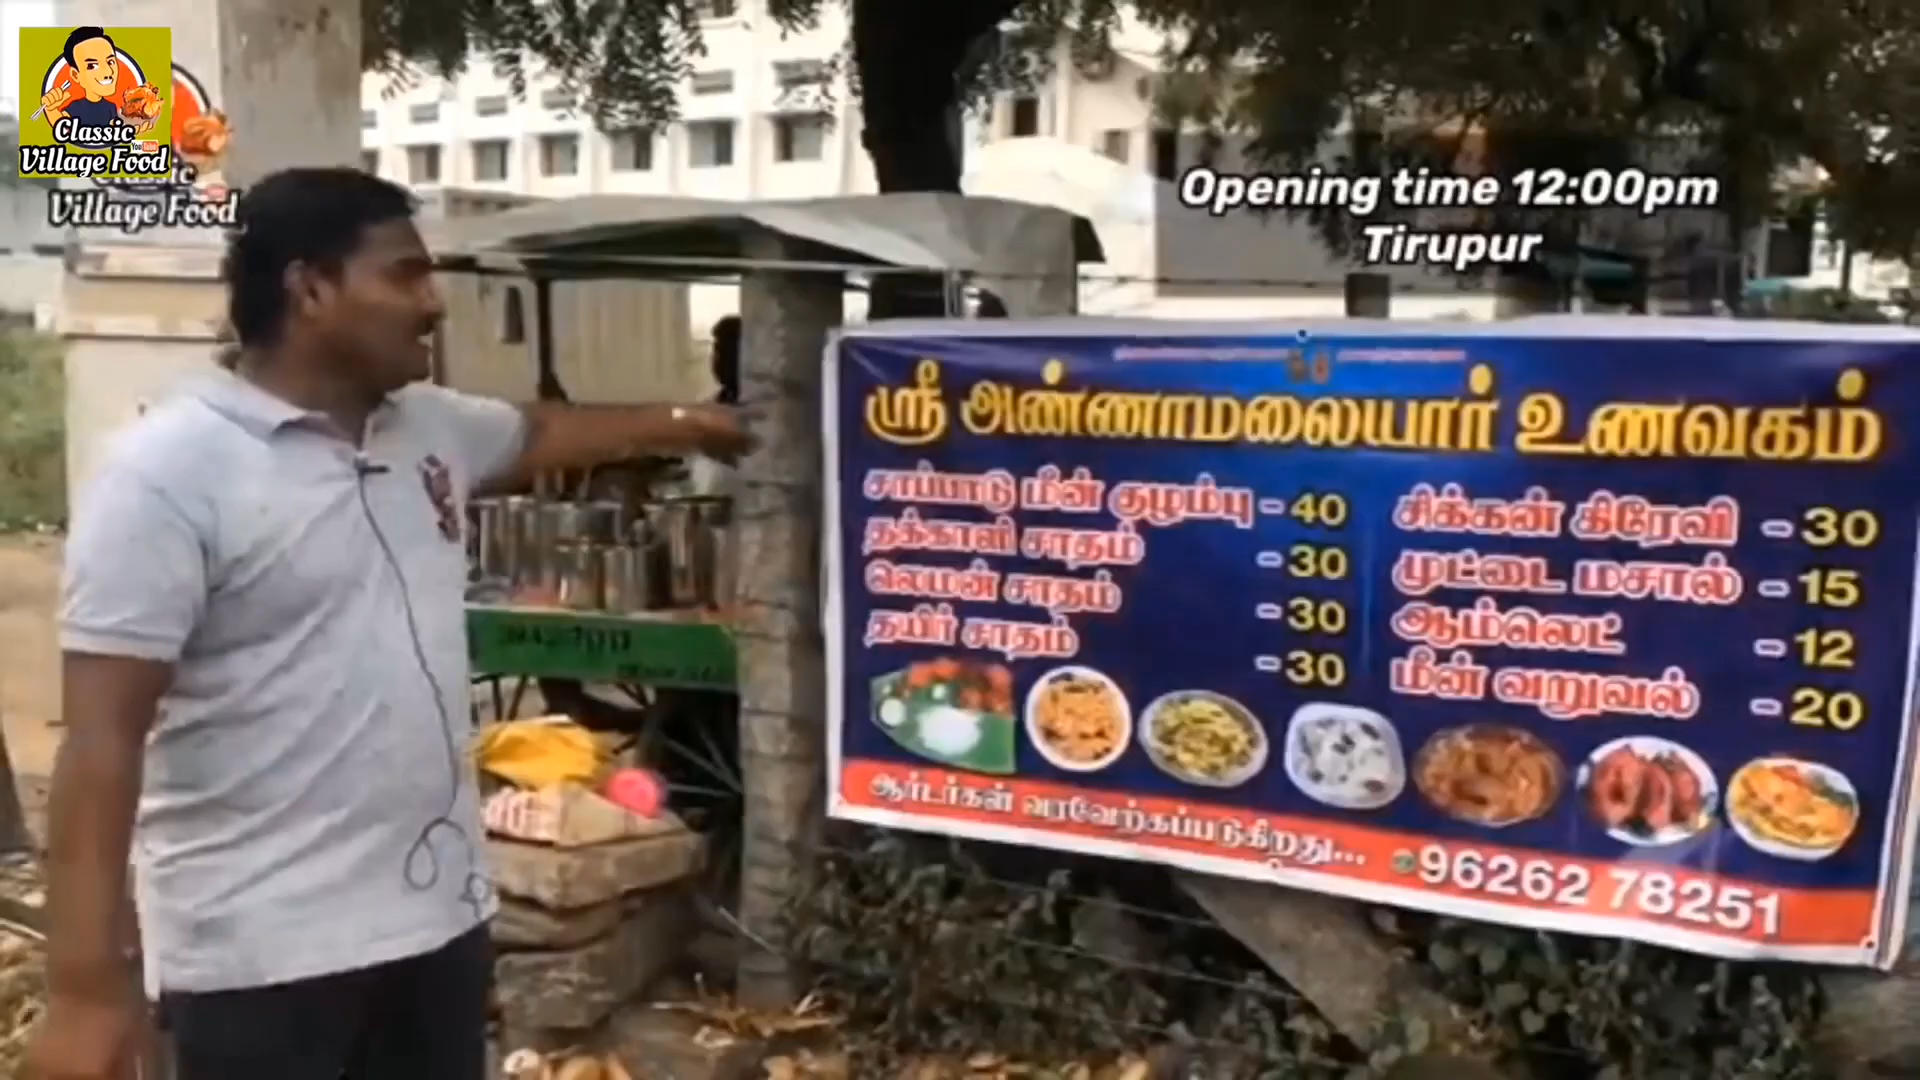 Classic
Village Food
Village Food
Opening time 12:00pm
Tirupur
ஸ்ரீ அண்ணாமலையார் உணவகம்
சாப்பாடு மீன் குழம்பு - 40
தக்காளி சாதம் - 30
லெமன் சாதம் - 30
தயிர் சாதம் - 30
சிக்கன் கிரேவி - 30
முட்டை மசால் - 15
ஆம்லெட் - 12
மீன் வறுவல் - 20
ஆர்டர்கள் வரவேற்கப்படுகிறது... 96262 78251